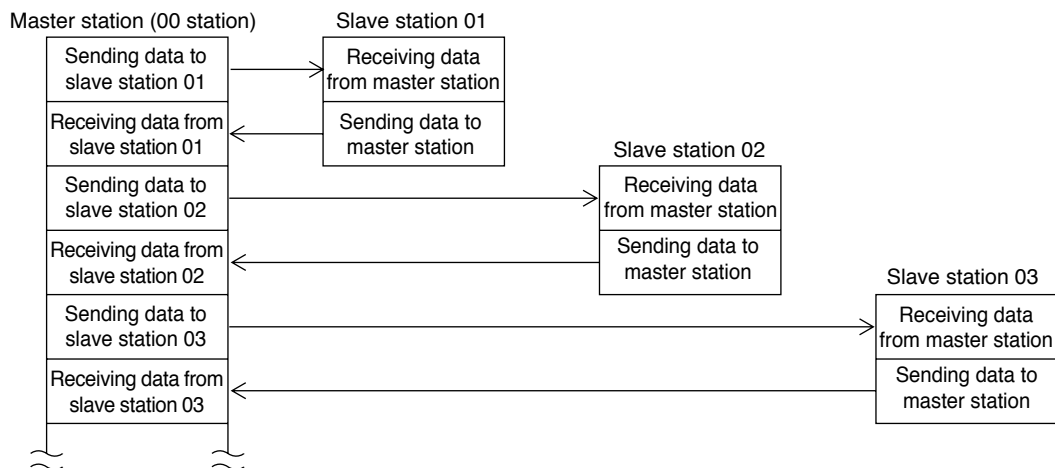 Master station (00 station)
Slave station 01
Sending data to
slave station 01
Receiving data
from master station
Receiving data from
slave station 01
Sending data to
master station
Slave station 02
Sending data to
slave station 02
Receiving data
from master station
Receiving data from
slave station 02
Sending data to
master station
Slave station 03
Sending data to
slave station 03
Receiving data
from master station
Receiving data from
slave station 03
Sending data to
master station